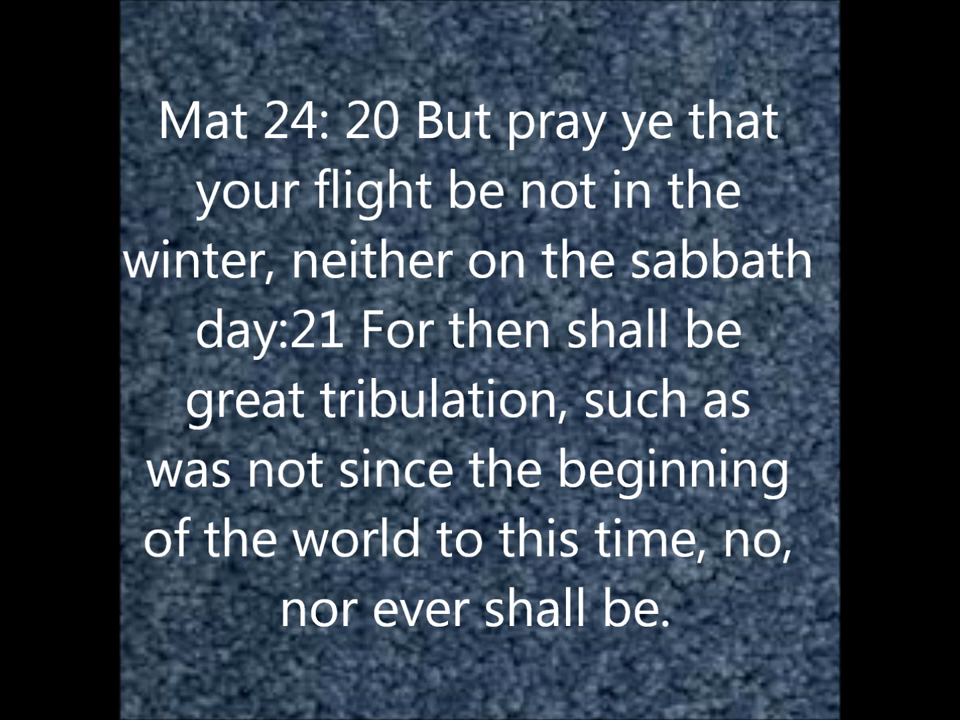 Mat 24: 20 But pray ye that
your flight be not in the
winter, neither on the sabbath
day:21 For then shall be
great tribulation, such as
was not since the beginning
of the world to this time, no,
nor ever shall be.